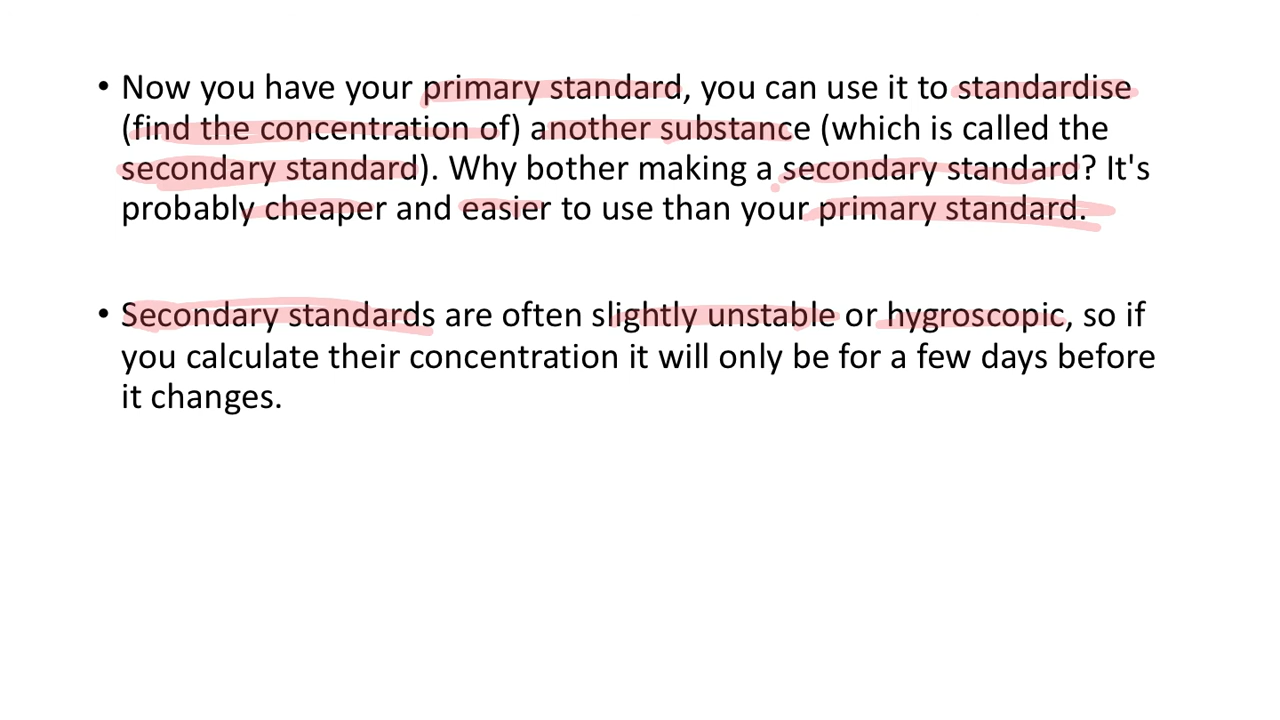 • Now you have your primary standard, you can use it to standardise
(find the concentration of) another substance (which is called the
secondary standard). Why bother making a secondary standard? It's
probably cheaper and easier to use than your primary standard.
• Secondary standards are often slightly unstable or hygroscopic, so if
you calculate their concentration it will only be for a few days before
it changes.